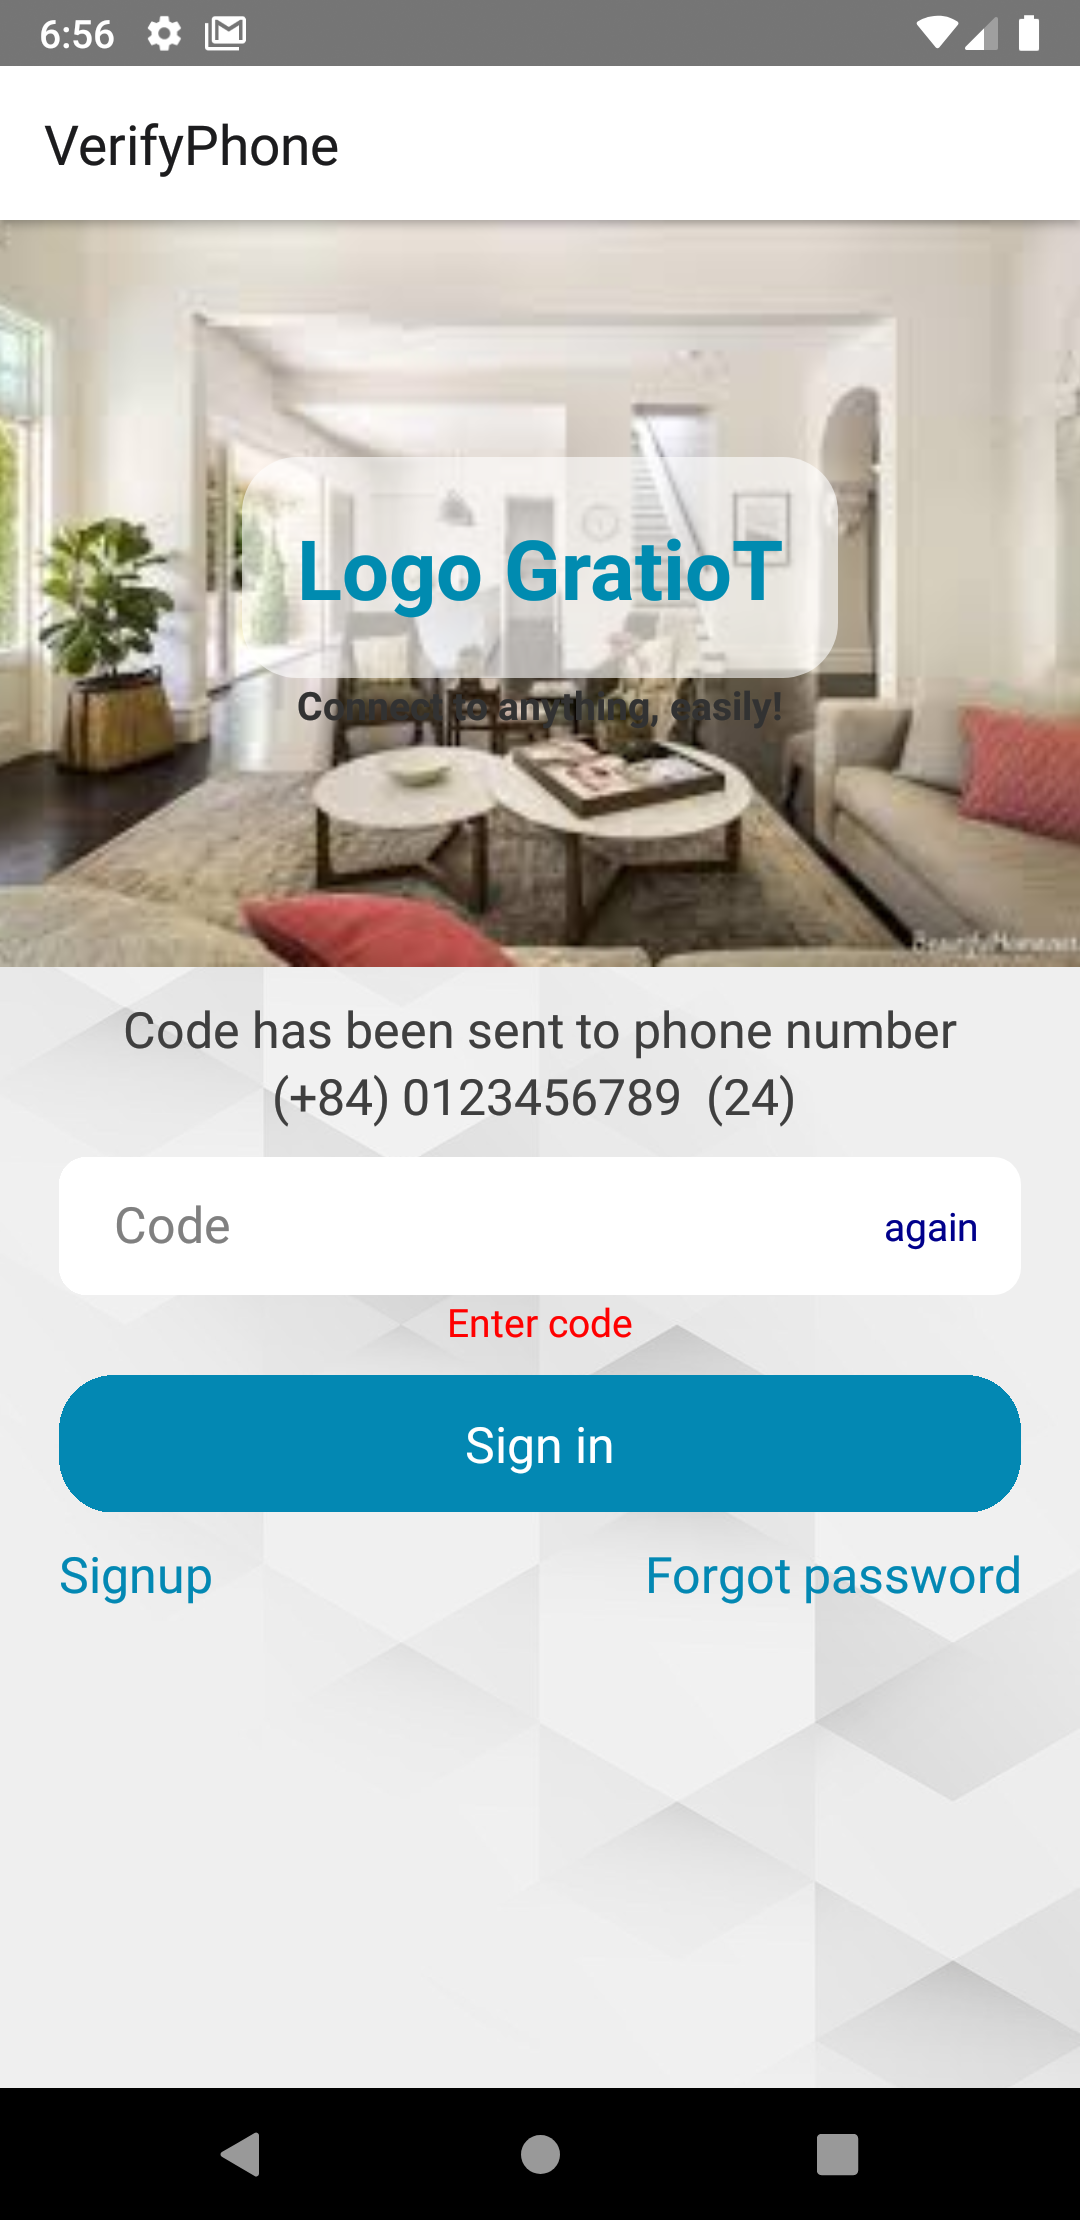 6:56
VerifyPhone
Logo GratioT
Connect to anything, easily!
Code has been sent to phone number
(+84) 0123456789 (24)
Code
again
Enter code
Sign in
Signup
Forgot password